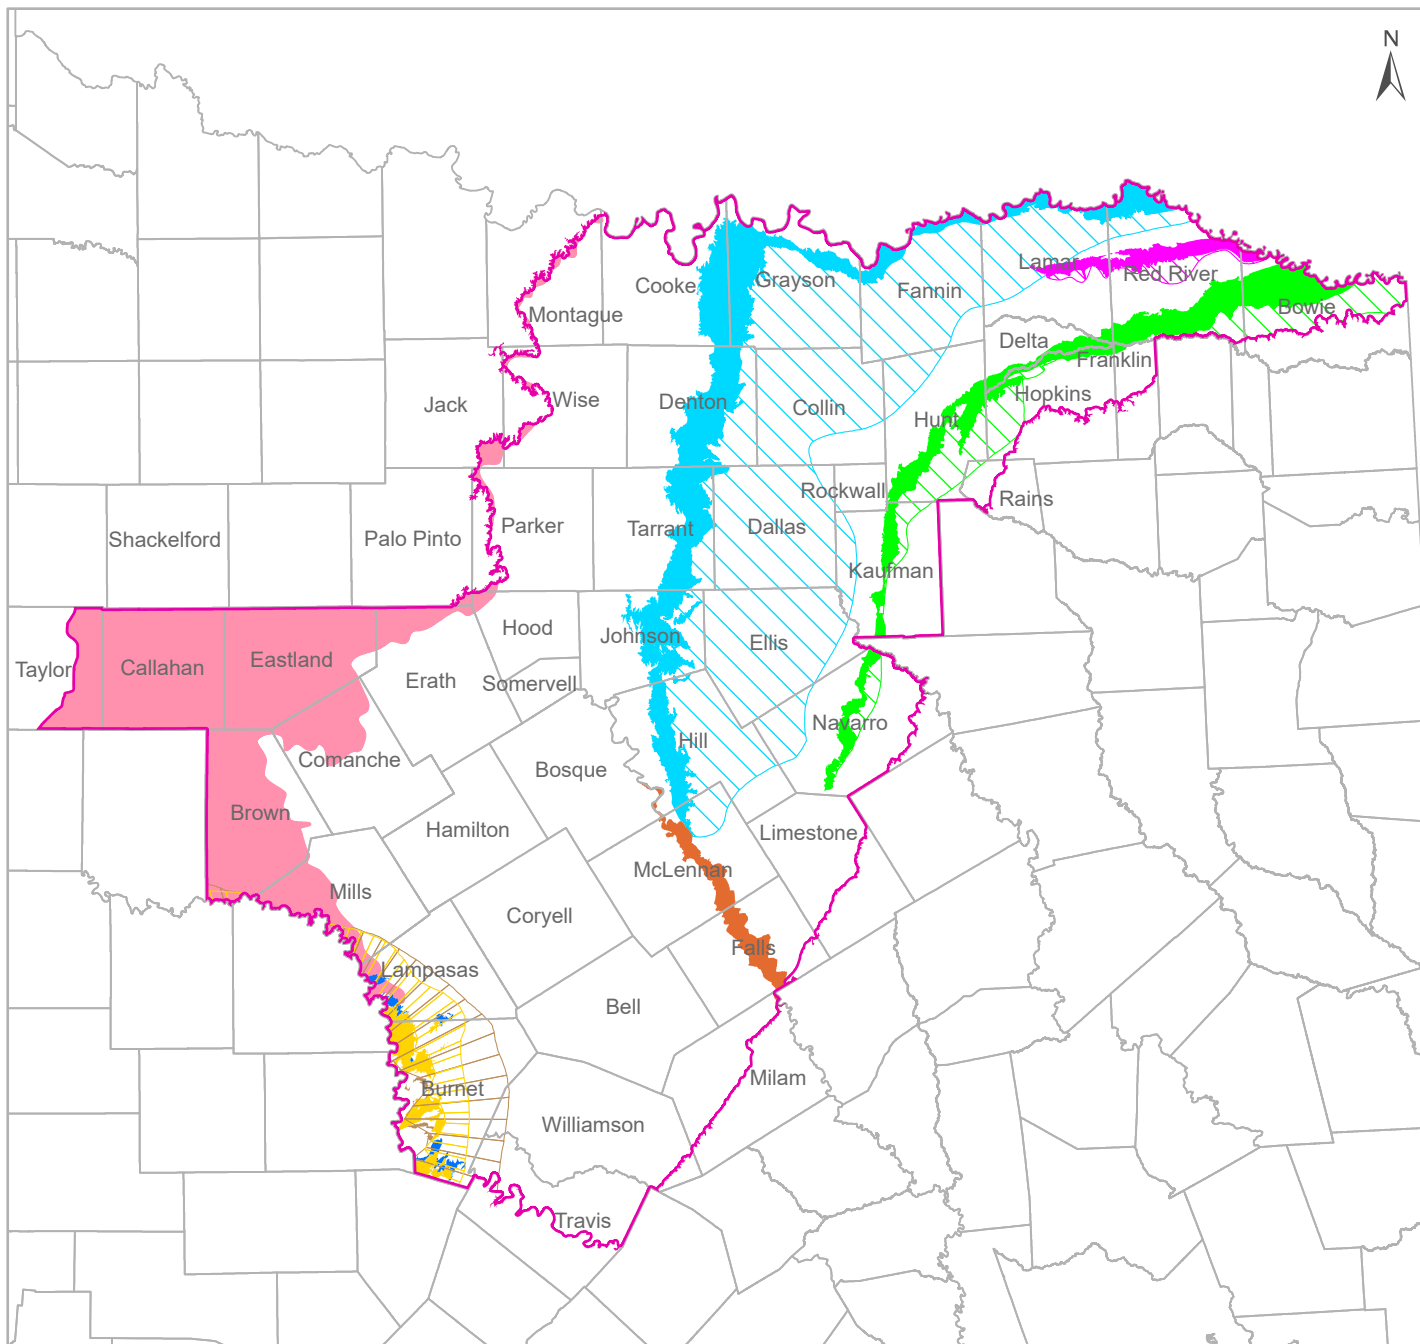 N
Lamar
Red River
Grayson
Cooke
Fannin
Bowie
Montague
Delta
Franklin
Hopkins
Jack
Wise
Denton
Collin
Hunt
Rockwall
Rains
Shackelford
Palo Pinto
Parker
Tarrant
Dallas
Kaufman
Hood
Johnson
Ellis
Taylor
Callahan
Eastland
Erath
Somervell
Navarro
Hill
Comanche
Bosque
Brown
Hamilton
Limestone
McLennan
Mills
Coryell
Falls
Lampasas
Bell
Burnet
Milam
Williamson
Travis